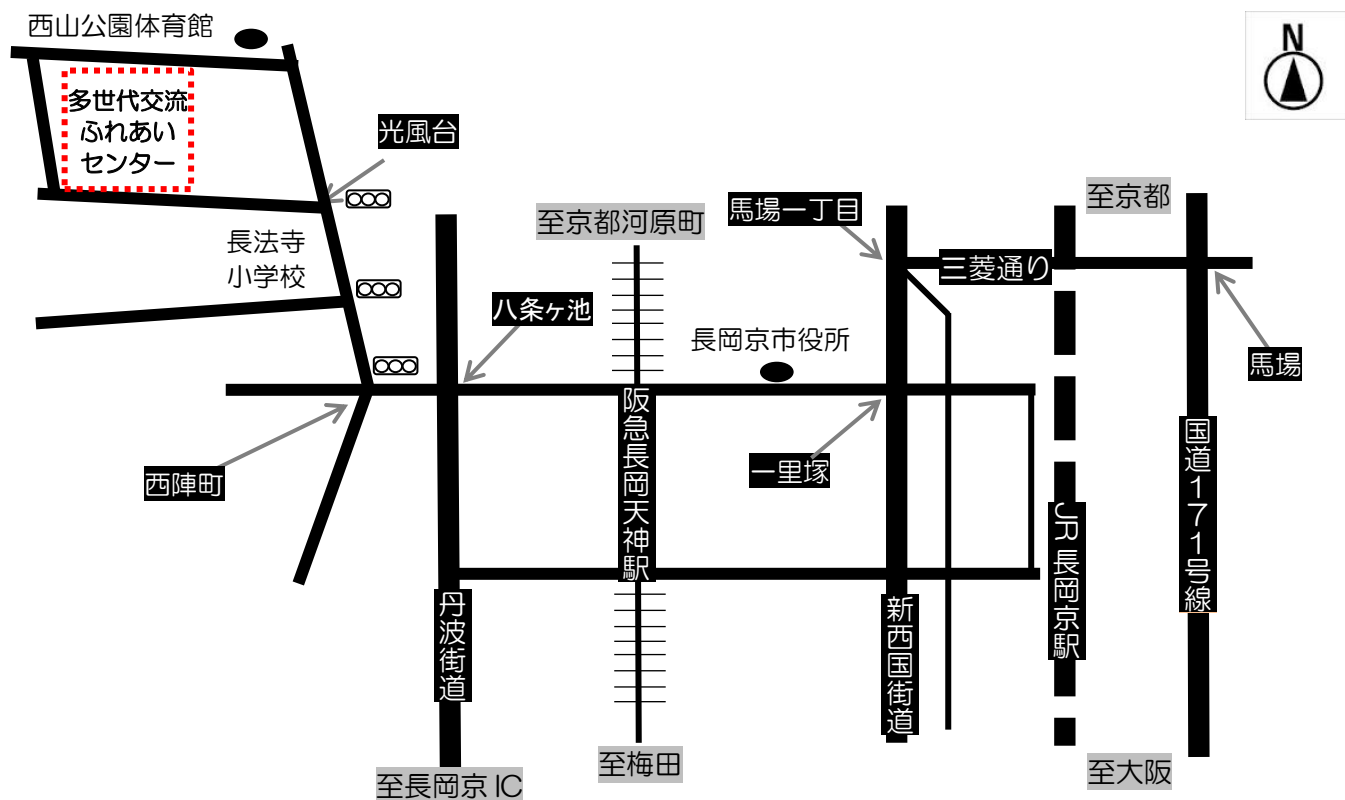 西山公園体育館
N
多世代交流
ふれあい
センター
光風台
至京都
至京都河原町
馬場一丁目
長法寺
小学校
三菱通り
八条ヶ池
長岡京市役所
馬場
阪急長岡天神駅
国道171号線
西陣町
一里塚
JR長岡京駅
丹波街道
新西国街道
至梅田
至大阪
至長岡京IC